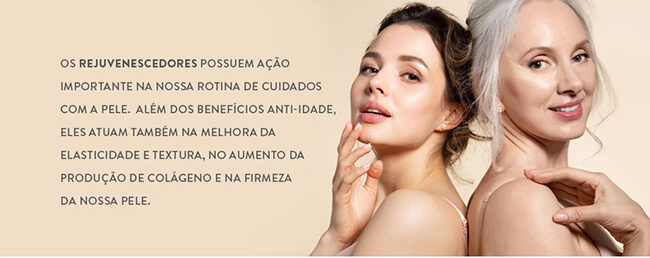 OS REJUVENESCEDORES POSSUEM AÇÃO
IMPORTANTE NA NOSSA ROTINA DE CUIDADOS
COM A PELE. ALÉM DOS BENEFÍCIOS ANTI-IDADE,
ELES ATUAM TAMBÉM NA MELHORA DA
ELASTICIDADE E TEXTURA, NO AUMENTO DA
PRODUÇÃO DE COLÁGENO E NA FIRMEZA
DA NOSSA PELE.